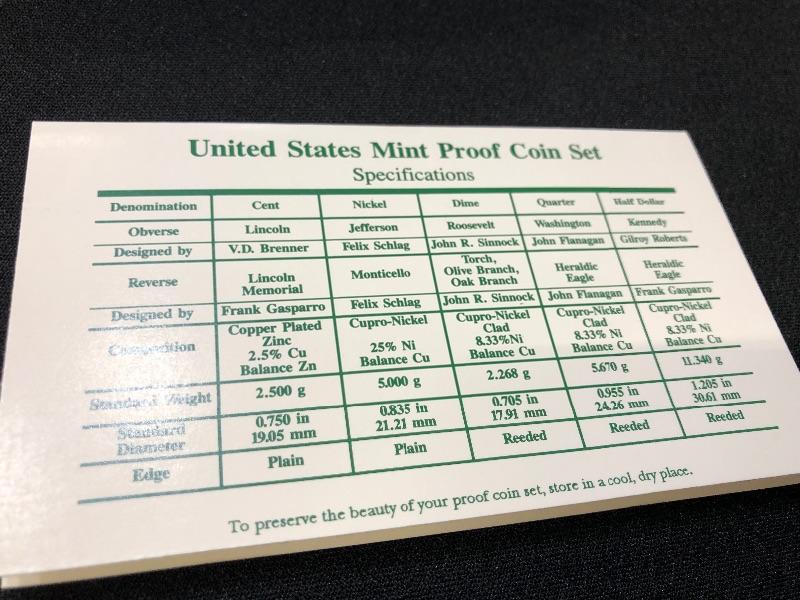 United States Mint Proof Coin Set
Specifications
Denomination Cent Nickel Dime Quarter Half Dollar
Obverse Lincoln Jefferson Roosevelt Washington Kennedy
Designed by V.D. Brenner Felix Schlag John R. Sinnock John Flanagan Gilroy Roberts
Reverse Lincoln Memorial Monticello Torch, Olive Branch, Oak Branch Heraldic Eagle Heraldic Eagle
Designed by Frank Gasparro Felix Schlag John R. Sinnock John Flanagan Frank Gasparro
Composition Copper Plated Zinc 2.5% Cu Balance Zn Cupro-Nickel 25% Ni Balance Cu Cupro-Nickel Clad 8.33%Ni Balance Cu Cupro-Nickel Clad 8.33% Ni Balance Cu Cupro-Nickel Clad 8.33% Ni Balance Cu
Standard Weight 2.500 g 5.000 g 2.268 g 5.670 g 11.340 g
Standard Diameter 0.750 in 19.05 mm 0.835 in 21.21 mm 0.705 in 17.91 mm 0.955 in 24.26 mm 1.205 in 30.61 mm
Edge Plain Plain Reeded Reeded Reeded
To preserve the beauty of your proof coin set, store in a cool, dry place.